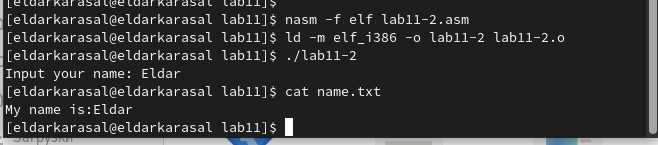 [eldarkarasal@eldarkarasal lab11]$
[eldarkarasal@eldarkarasal lab11]$ nasm -f elf lab11-2.asm
[eldarkarasal@eldarkarasal lab11]$ ld -m elf_i386 -o lab11-2 lab11-2.o
[eldarkarasal@eldarkarasal lab11]$ ./lab11-2
Input your name: Eldar
[eldarkarasal@eldarkarasal lab11]$ cat name.txt
My name is:Eldar
[eldarkarasal@eldarkarasal lab11]$
Загрузки